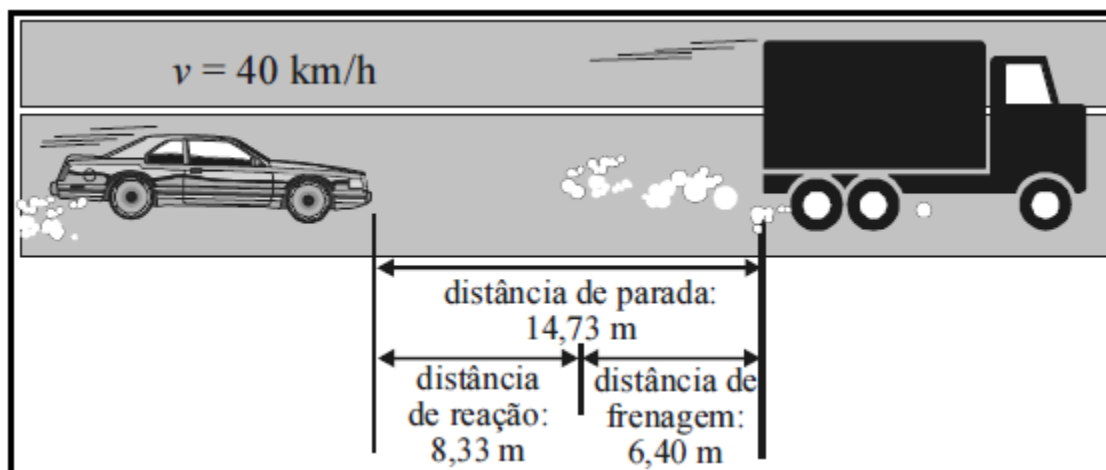 v = 40 km/h
distância de parada:
14,73 m
distância
de reação:
8,33 m
distância de
frenagem:
6,40 m